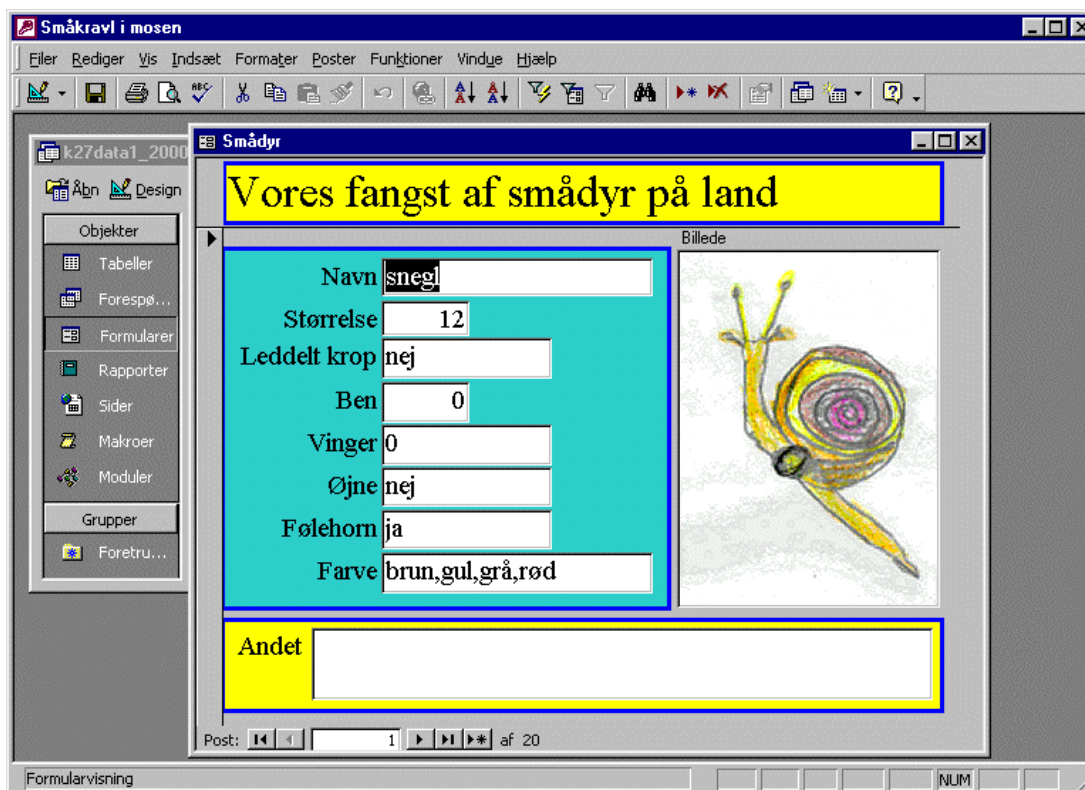 Småkravl i mosen
Filer Rediger Vis Indsæt Formater Poster Funktioner Vindue Hjælp
ABC
k27data1_2000
Åbn Design
Objekter
Tabeller
Forespø...
Formularer
Rapporter
Sider
Makroer
Moduler
Grupper
Foretru...
Smådyr
Vores fangst af smådyr på land
Billede
Navn snegl
Størrelse 12
Leddelt krop nej
Ben 0
Vinger 0
Øjne nej
Følehorn ja
Farve brun,gul,grå,rød
Andet
Post: 1 af 20
Formularvisning NUM